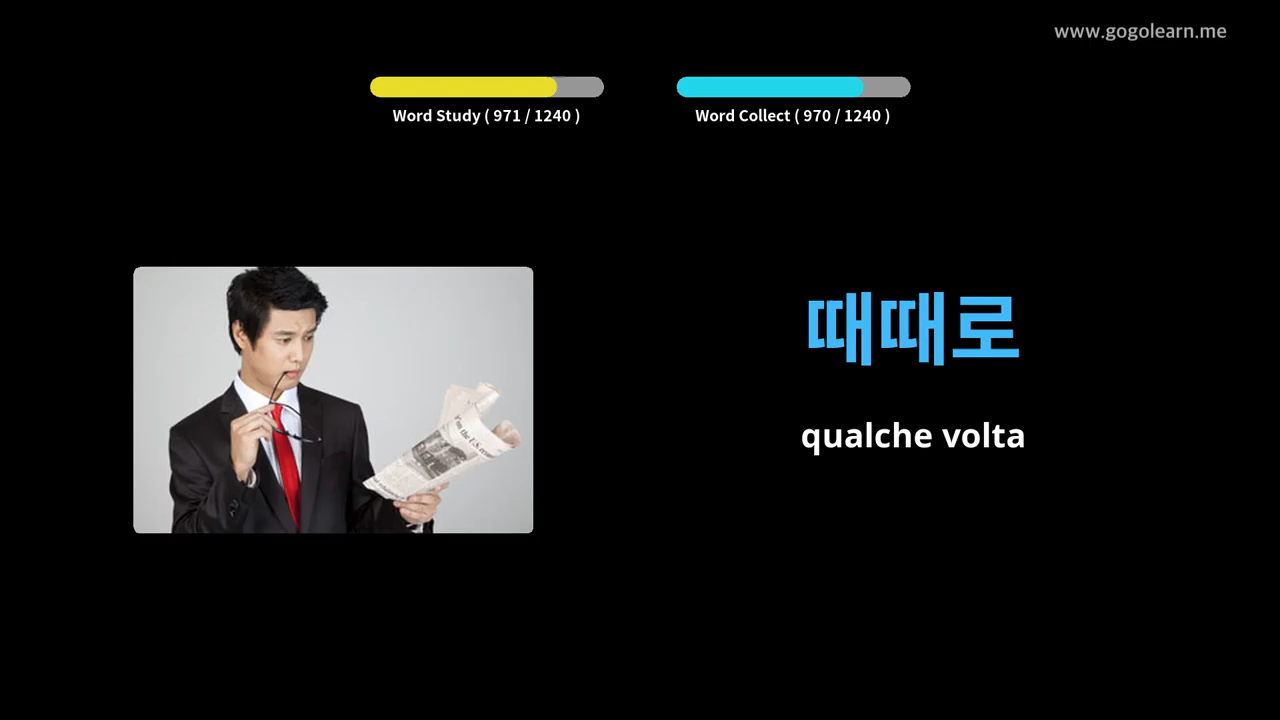 www.gogolearn.me
Word Study ( 971 / 1240 )
Word Collect ( 970 / 1240 )
때때로
qualche volta